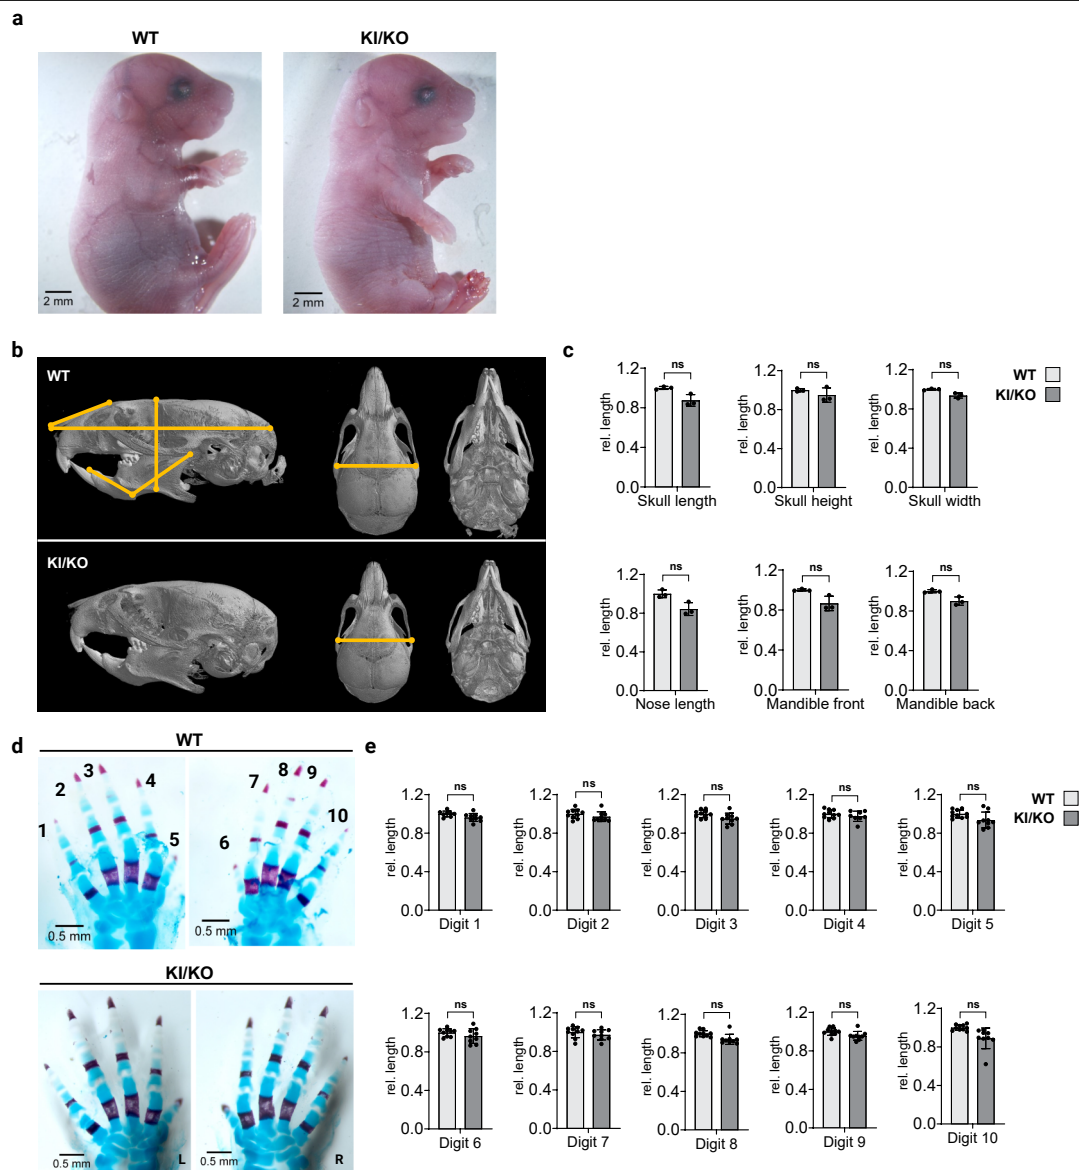 a
WT
KI/KO
2 mm
2 mm
b
WT
KI/KO
c
1.2
0.8
0.4
0.0
rel. length
ns
Skull length
1.2
0.8
0.4
0.0
rel. length
ns
Skull height
1.2
0.8
0.4
0.0
rel. length
ns
Skull width
WT
KI/KO
1.2
0.8
0.4
0.0
rel. length
ns
Nose length
1.2
0.8
0.4
0.0
rel. length
ns
Mandible front
1.2
0.8
0.4
0.0
rel. length
ns
Mandible back
d
WT
1
2
3
4
5
0.5 mm
6
7
8
9
10
0.5 mm
KI/KO
0.5 mm
L
0.5 mm
R
e
1.2
0.8
0.4
0.0
rel. length
ns
Digit 1
1.2
0.8
0.4
0.0
rel. length
ns
Digit 2
1.2
0.8
0.4
0.0
rel. length
ns
Digit 3
1.2
0.8
0.4
0.0
rel. length
ns
Digit 4
1.2
0.8
0.4
0.0
rel. length
ns
Digit 5
WT
KI/KO
1.2
0.8
0.4
0.0
rel. length
ns
Digit 6
1.2
0.8
0.4
0.0
rel. length
ns
Digit 7
1.2
0.8
0.4
0.0
rel. length
ns
Digit 8
1.2
0.8
0.4
0.0
rel. length
ns
Digit 9
1.2
0.8
0.4
0.0
rel. length
ns
Digit 10